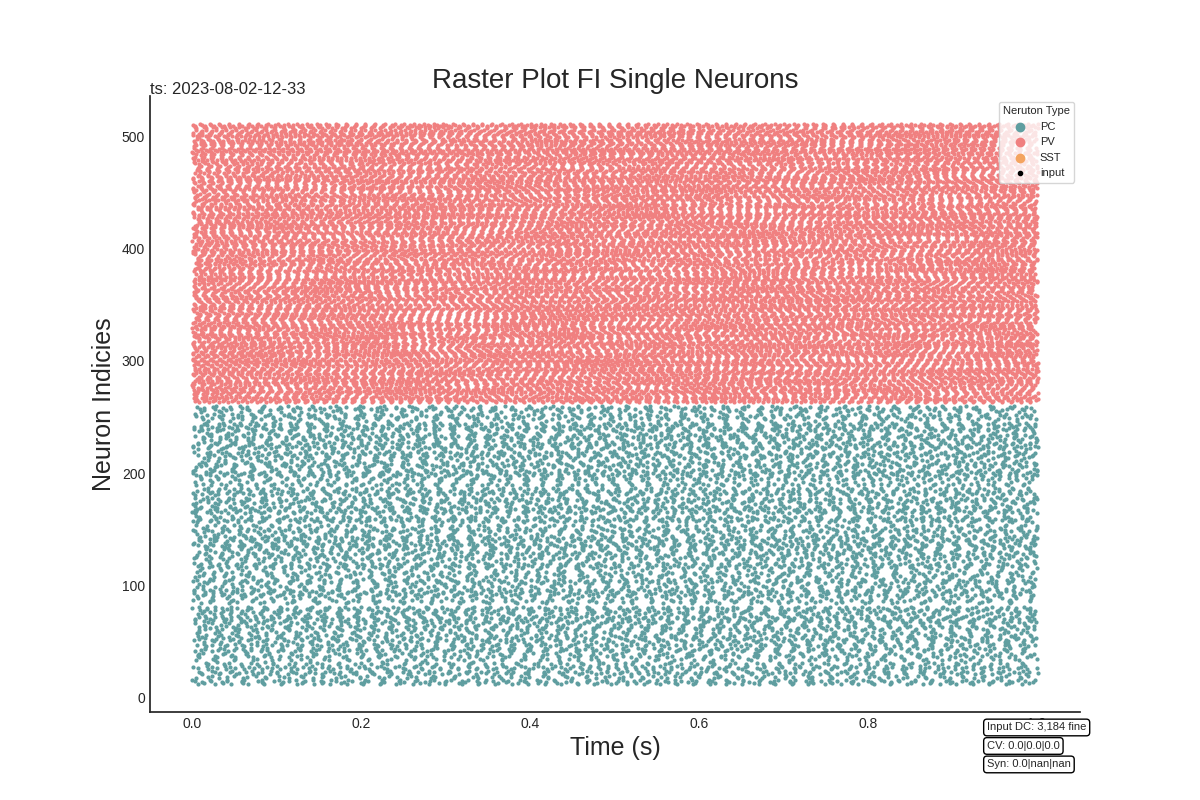 Raster Plot FI Single Neurons
ts: 2023-08-02-12-33
Neruton Type
PC
PV
SST
input
500
400
300
200
100
0
Neuron Indicies
0.0 0.2 0.4 0.6 0.8
Time (s)
Input DC: 3,184 fine
CV: 0.0|0.0|0.0
Syn: 0.0|nan|nan